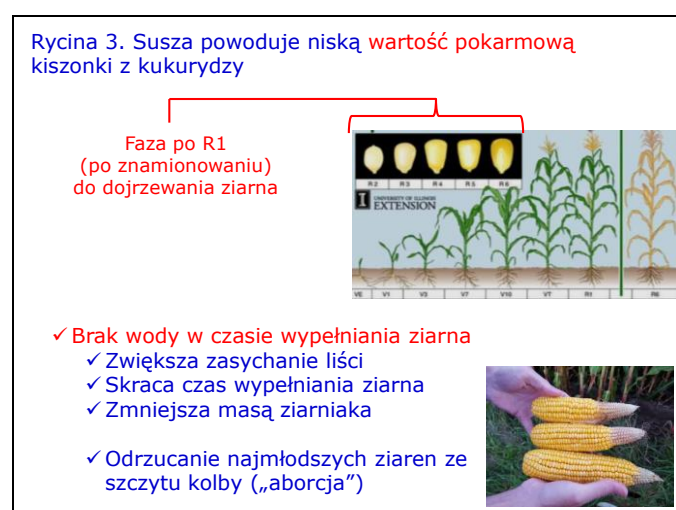 Rycina 3. Susza powoduje niską wartość pokarmową
kiszonki z kukurydzy
Faza po R1
(po znamionowaniu)
do dojrzewania ziarna
R2 R3 R4 R5 R6
I UNIVERSITY OF ILLINOIS
EXTENSION
VE V1 V3 V7 V10 VT R1 R6
✓ Brak wody w czasie wypełniania ziarna
✓ Zwiększa zasychanie liści
✓ Skraca czas wypełniania ziarna
✓ Zmniejsza masą ziarniaka
✓ Odrzucanie najmłodszych ziaren ze
szczytu kolby („aborcja”)